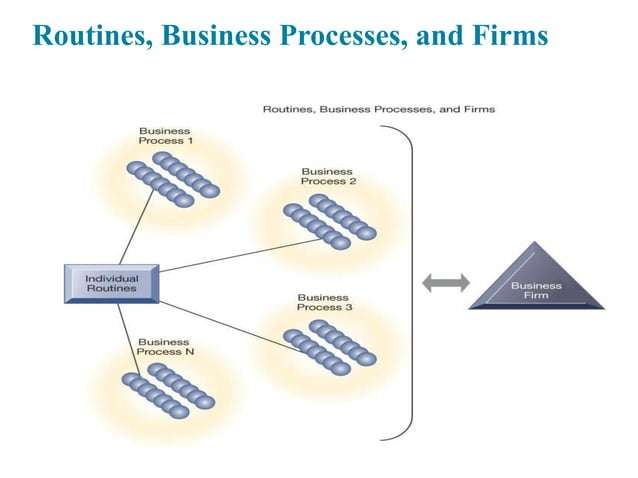 Routines, Business Processes, and Firms
Routines, Business Processes, and Firms
Business
Process 1
Business
Process 2
Individual
Routines
Business
Firm
Business
Process 3
Business
Process N